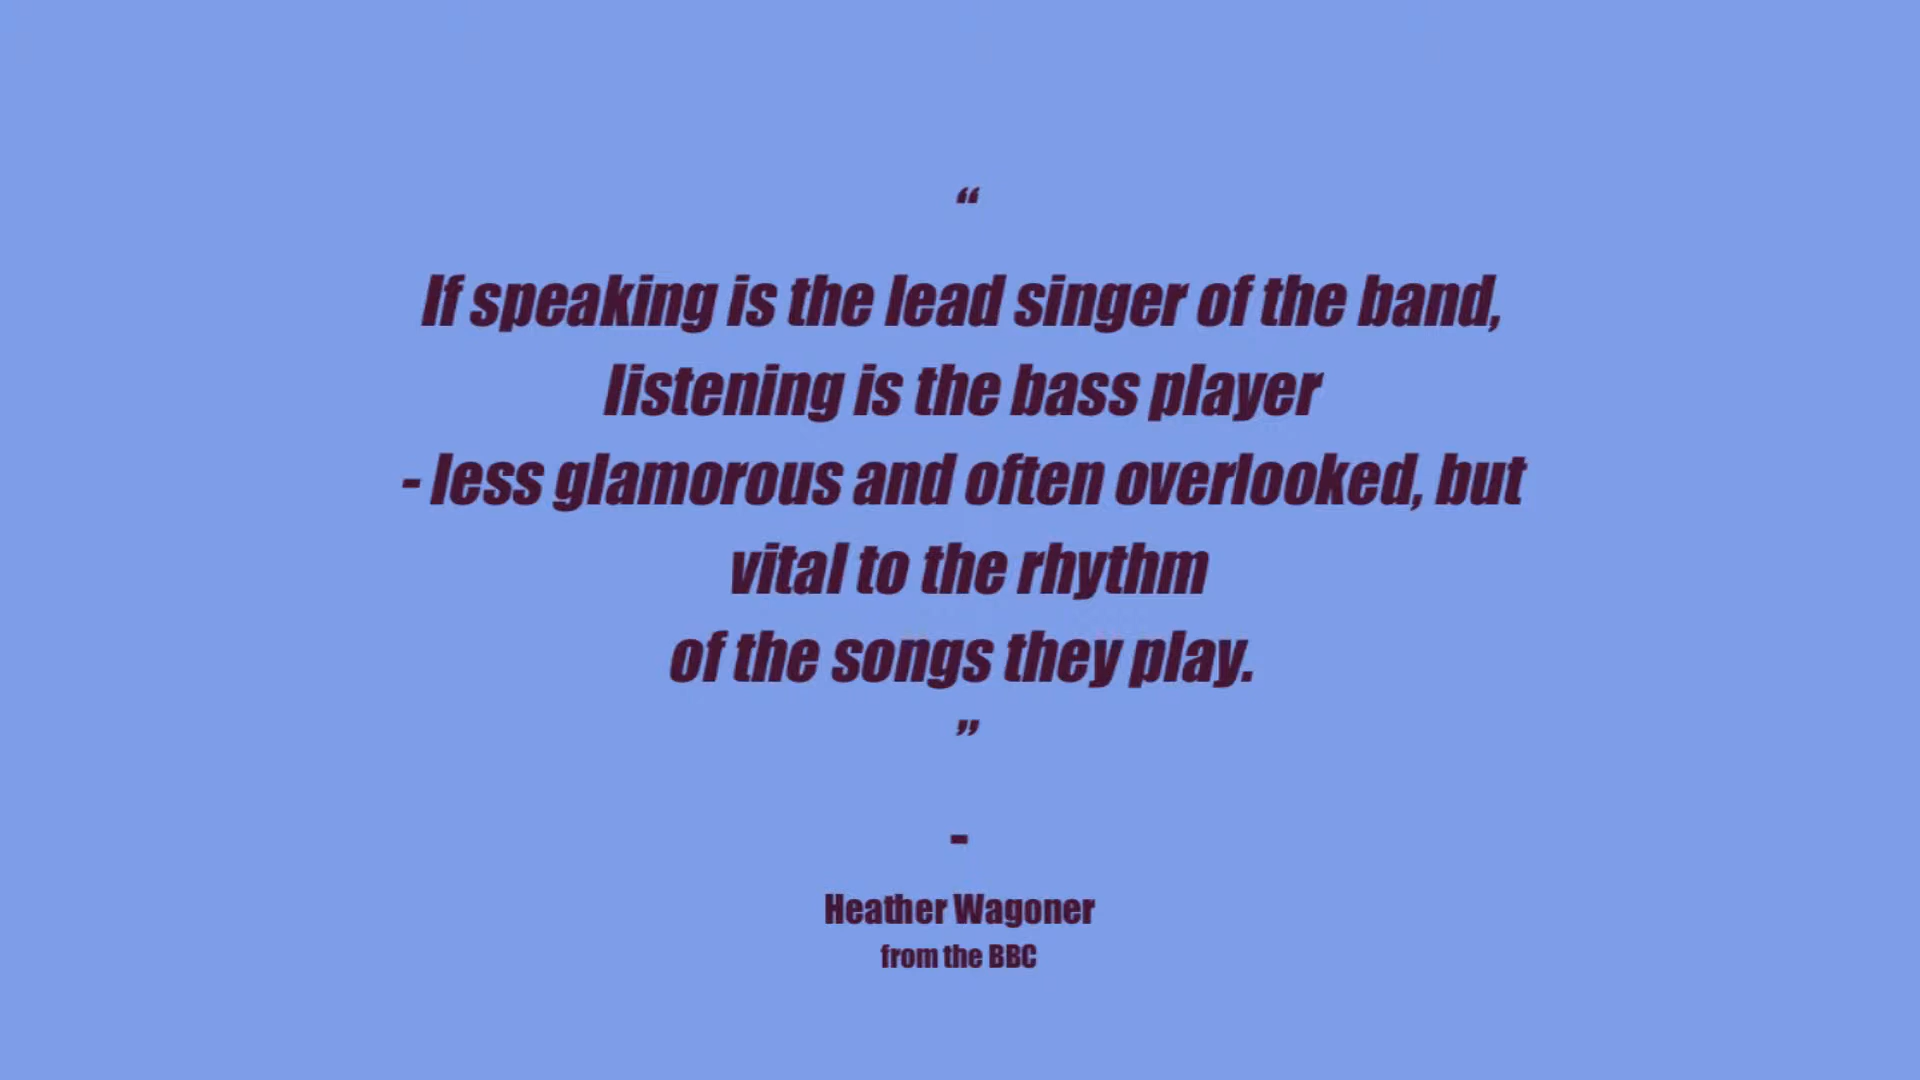 “
If speaking is the lead singer of the band,
listening is the bass player
- less glamorous and often overlooked, but
vital to the rhythm
of the songs they play.
”
-
Heather Wagoner
from the BBC